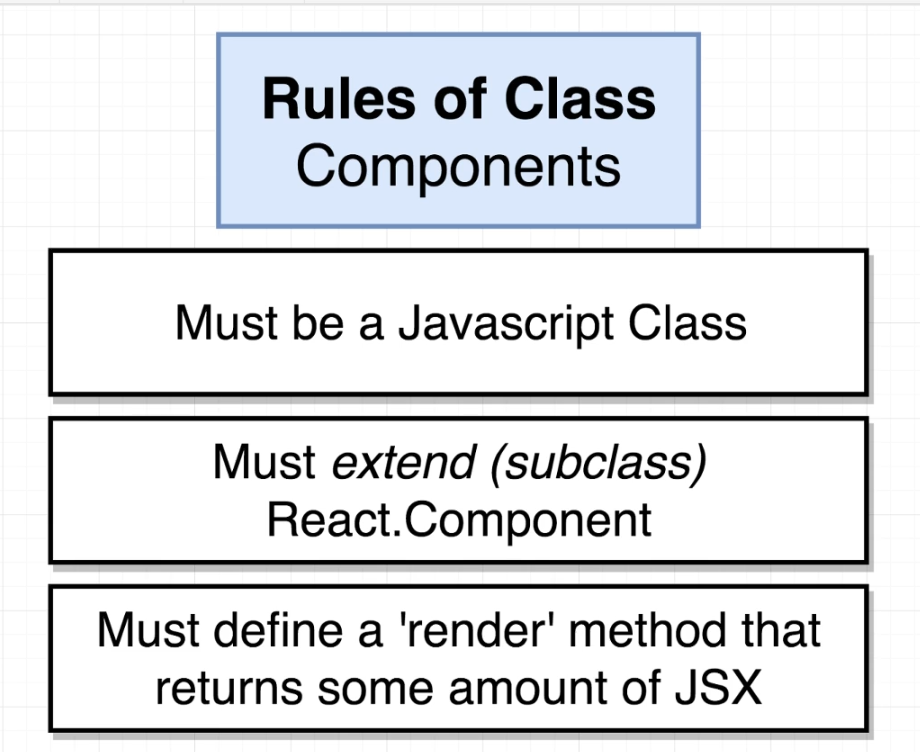 Rules of Class
Components
Must be a Javascript Class
Must extend (subclass)
React.Component
Must define a 'render' method that
returns some amount of JSX